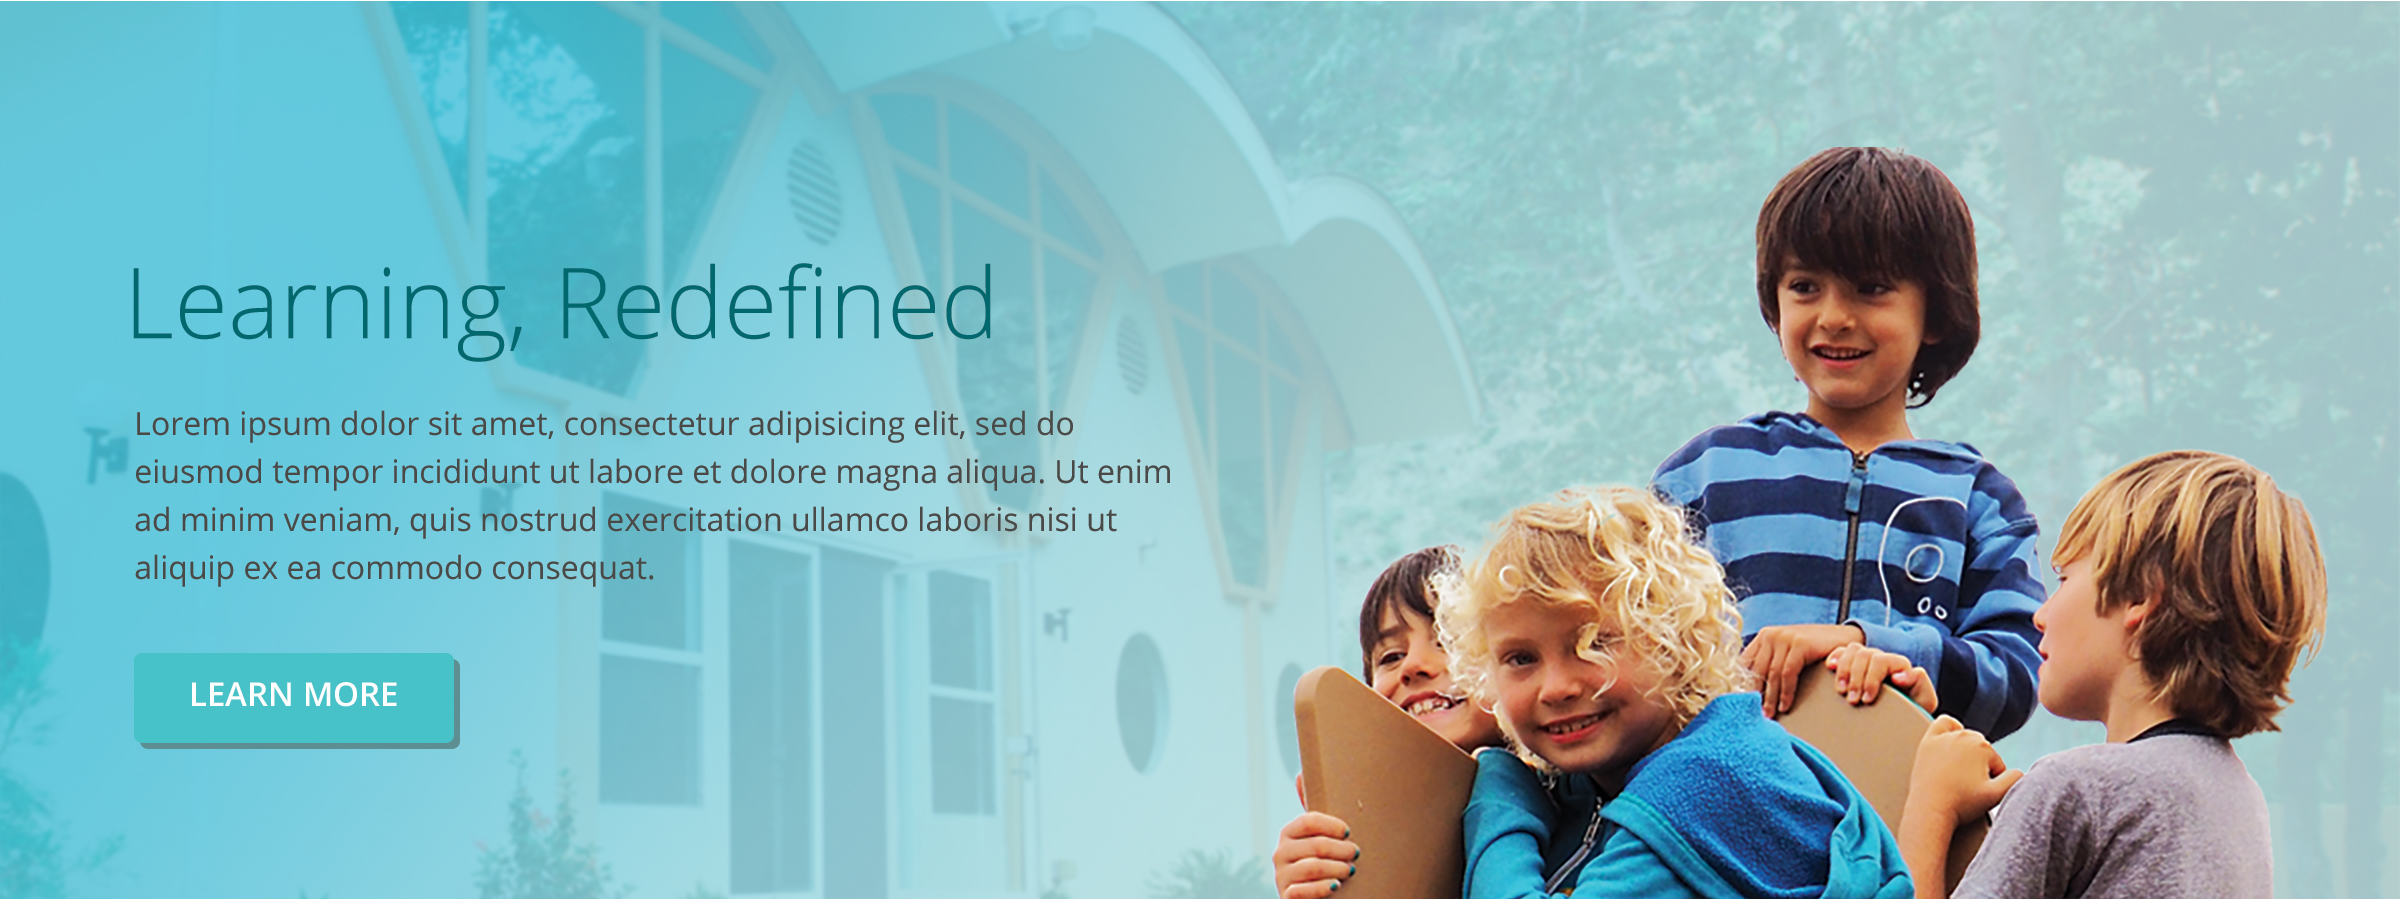 Learning, Redefined
Lorem ipsum dolor sit amet, consectetur adipisicing elit, sed do
eiusmod tempor incididunt ut labore et dolore magna aliqua. Ut enim
ad minim veniam, quis nostrud exercitation ullamco laboris nisi ut
aliquip ex ea commodo consequat.
LEARN MORE